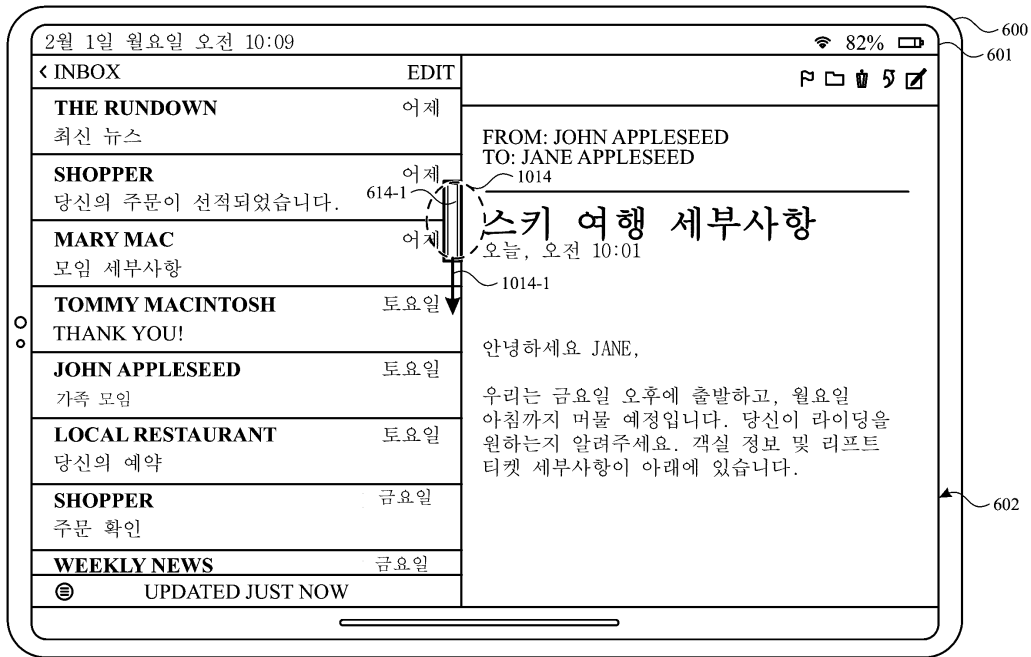 2월 1일 월요일 오전 10:09
82%
600
601
< INBOX
EDIT
THE RUNDOWN
어제
최신 뉴스
SHOPPER
어제
당신의 주문이 선적되었습니다.
614-1
1014
MARY MAC
어제
모임 세부사항
1014-1
TOMMY MACINTOSH
토요일
THANK YOU!
JOHN APPLESEED
토요일
가족 모임
LOCAL RESTAURANT
토요일
당신의 예약
SHOPPER
금요일
주문 확인
WEEKLY NEWS
금요일
UPDATED JUST NOW
FROM: JOHN APPLESEED
TO: JANE APPLESEED
스키 여행 세부사항
오늘, 오전 10:01
안녕하세요 JANE,
우리는 금요일 오후에 출발하고, 월요일
아침까지 머물 예정입니다. 당신이 라이딩을
원하는지 알려주세요. 객실 정보 및 리프트
티켓 세부사항이 아래에 있습니다.
602